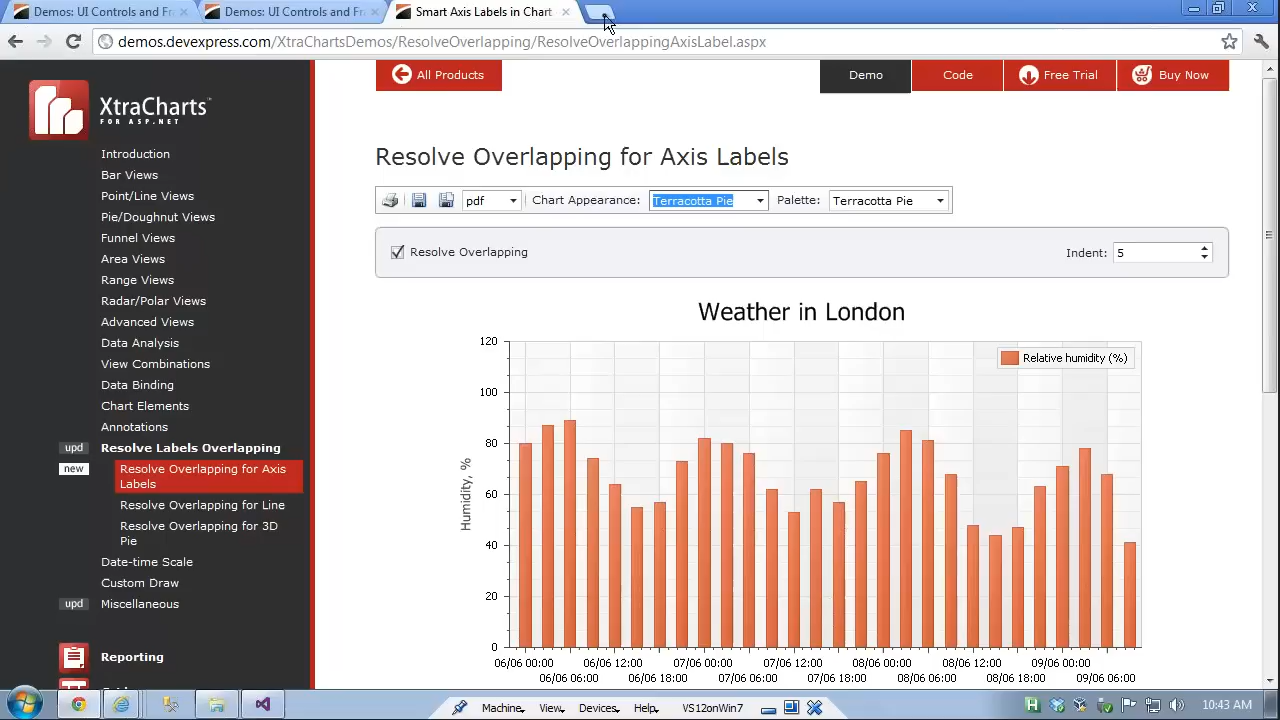 Demos: UI Controls and Fr
Demos: UI Controls and Fr
Smart Axis Labels in Chart
demos.devexpress.com/XtraChartsDemos/ResolveOverlapping/ResolveOverlappingAxisLabel.aspx
XtraCharts™
FOR ASP.NET
Introduction
Bar Views
Point/Line Views
Pie/Doughnut Views
Funnel Views
Area Views
Range Views
Radar/Polar Views
Advanced Views
Data Analysis
View Combinations
Data Binding
Chart Elements
Annotations
upd Resolve Labels Overlapping
new Resolve Overlapping for Axis
Labels
Resolve Overlapping for Line
Resolve Overlapping for 3D
Pie
Date-time Scale
Custom Draw
upd Miscellaneous
Reporting
All Products
Demo Code Free Trial Buy Now
Resolve Overlapping for Axis Labels
pdf Chart Appearance: Terracotta Pie Palette: Terracotta Pie
Resolve Overlapping Indent: 5
Weather in London
Relative humidity (%)
Humidity, %
120
100
80
60
40
20
0
06/06 00:00 06/06 12:00 07/06 00:00 07/06 12:00 08/06 00:00 08/06 12:00 09/06 00:00
06/06 06:00 06/06 18:00 07/06 06:00 07/06 18:00 08/06 06:00 08/06 18:00 09/06 06:00
Machine View Devices Help VS12onWin7
10:43 AM